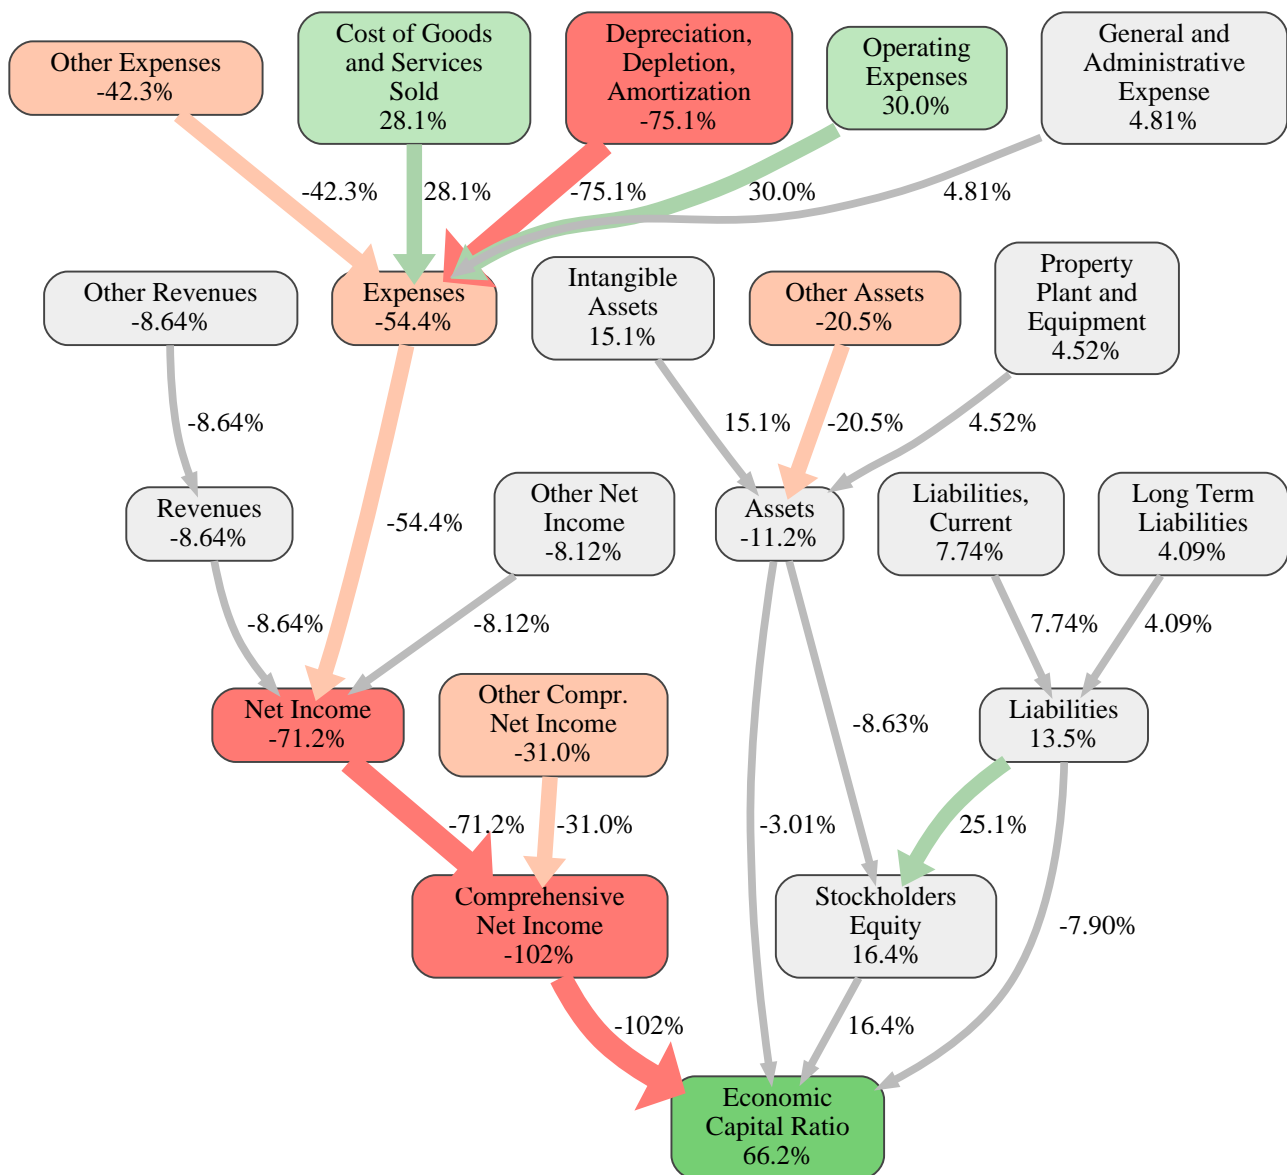 Other Expenses
-42.3%
Cost of Goods
and Services
Sold
28.1%
Depreciation,
Depletion,
Amortization
-75.1%
Operating
Expenses
30.0%
General and
Administrative
Expense
4.81%
-42.3%
28.1%
-75.1%
30.0%
4.81%
Other Revenues
-8.64%
Expenses
-54.4%
Intangible
Assets
15.1%
Other Assets
-20.5%
Property
Plant and
Equipment
4.52%
-8.64%
15.1%
-20.5%
4.52%
Revenues
-8.64%
-54.4%
Other Net
Income
-8.12%
Assets
-11.2%
Liabilities,
Current
7.74%
Long Term
Liabilities
4.09%
-8.64%
-8.12%
7.74%
4.09%
Net Income
-71.2%
Other Compr.
Net Income
-31.0%
-8.63%
Liabilities
13.5%
-71.2%
-31.0%
-3.01%
25.1%
Comprehensive
Net Income
-102%
Stockholders
Equity
16.4%
-7.90%
-102%
16.4%
Economic
Capital Ratio
66.2%